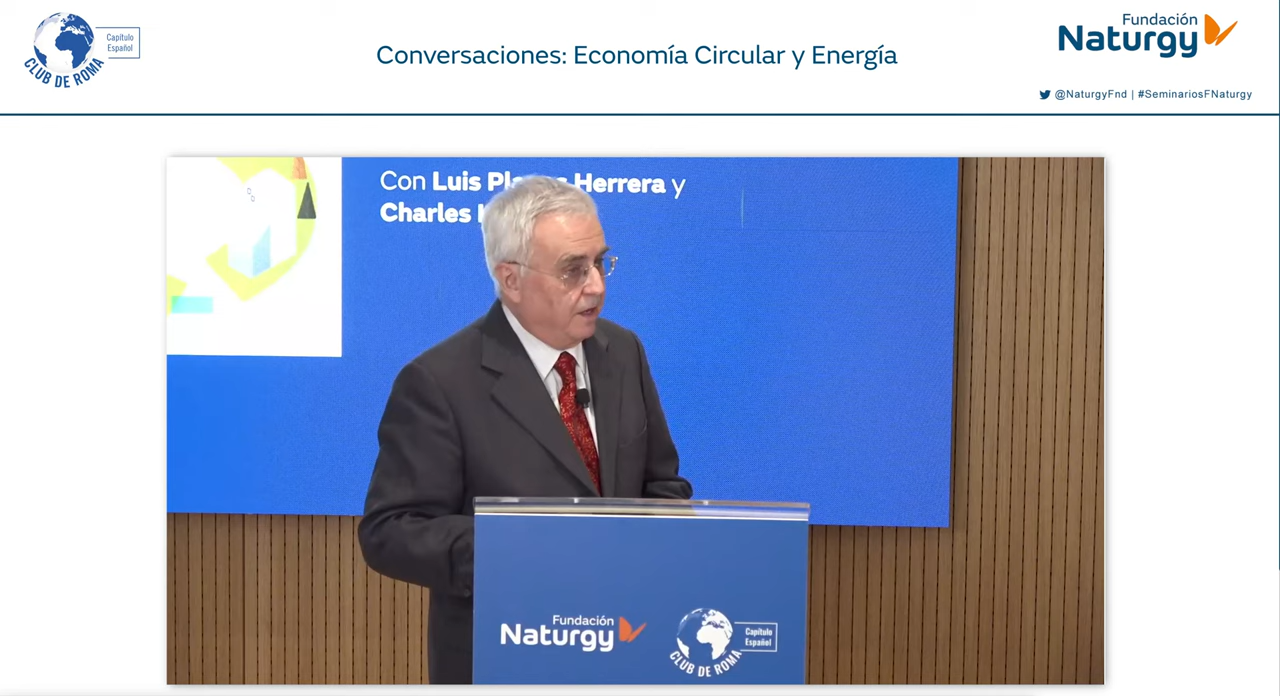 Capítulo
Español
CLUB DE ROMA
Conversaciones: Economía Circular y Energía
Fundación
Naturgy
@NaturgyFnd | #SeminariosFNaturgy
Con Luis Herrera y
Charles
Fundación
Naturgy
Capítulo
Español
CLUB DE ROMA